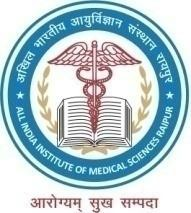 अखिल भारतीय आयुर्विज्ञान संस्थान रायपुर
ALL INDIA INSTITUTE OF MEDICAL SCIENCES RAIPUR
आरोग्यम् सुख सम्पदा